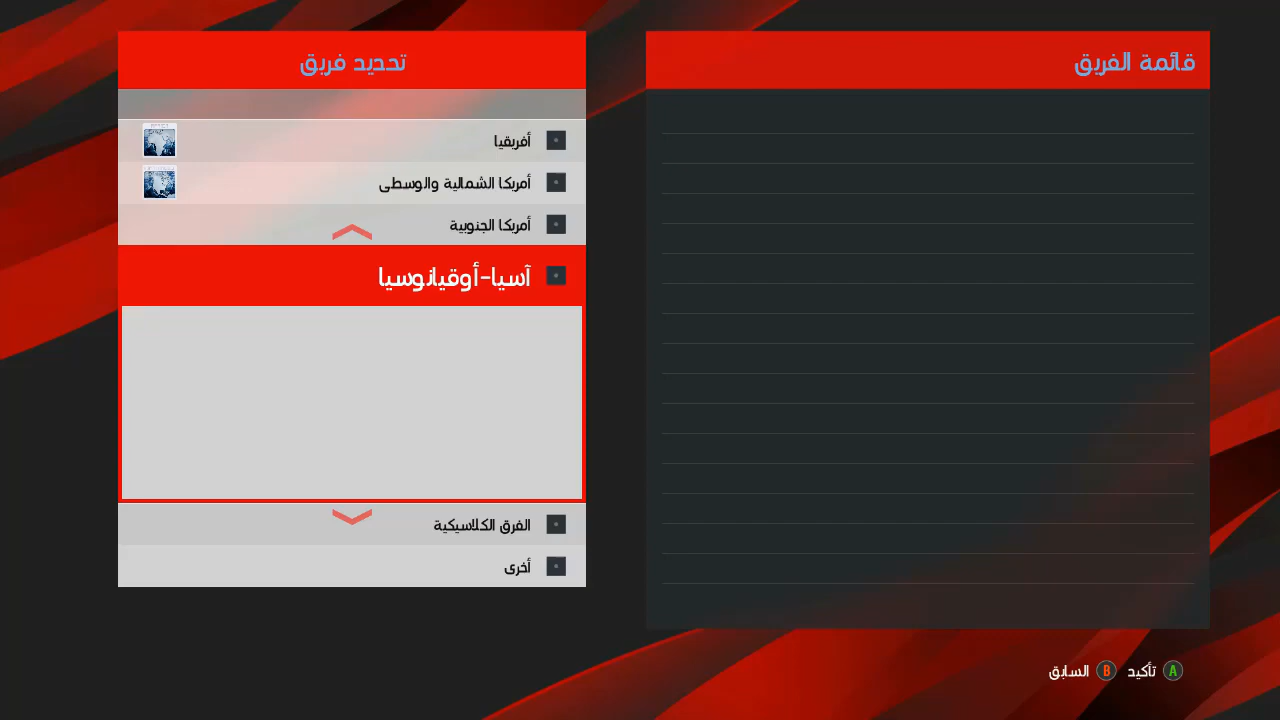 قائمة الفريق
تحديد فريق
أفريقيا
أمريكا الشمالية والوسطى
أمريكا الجنوبية
آسيا-أوقيانوسيا
الفرق الكلاسيكية
أخرى
A تأكيد B السابق